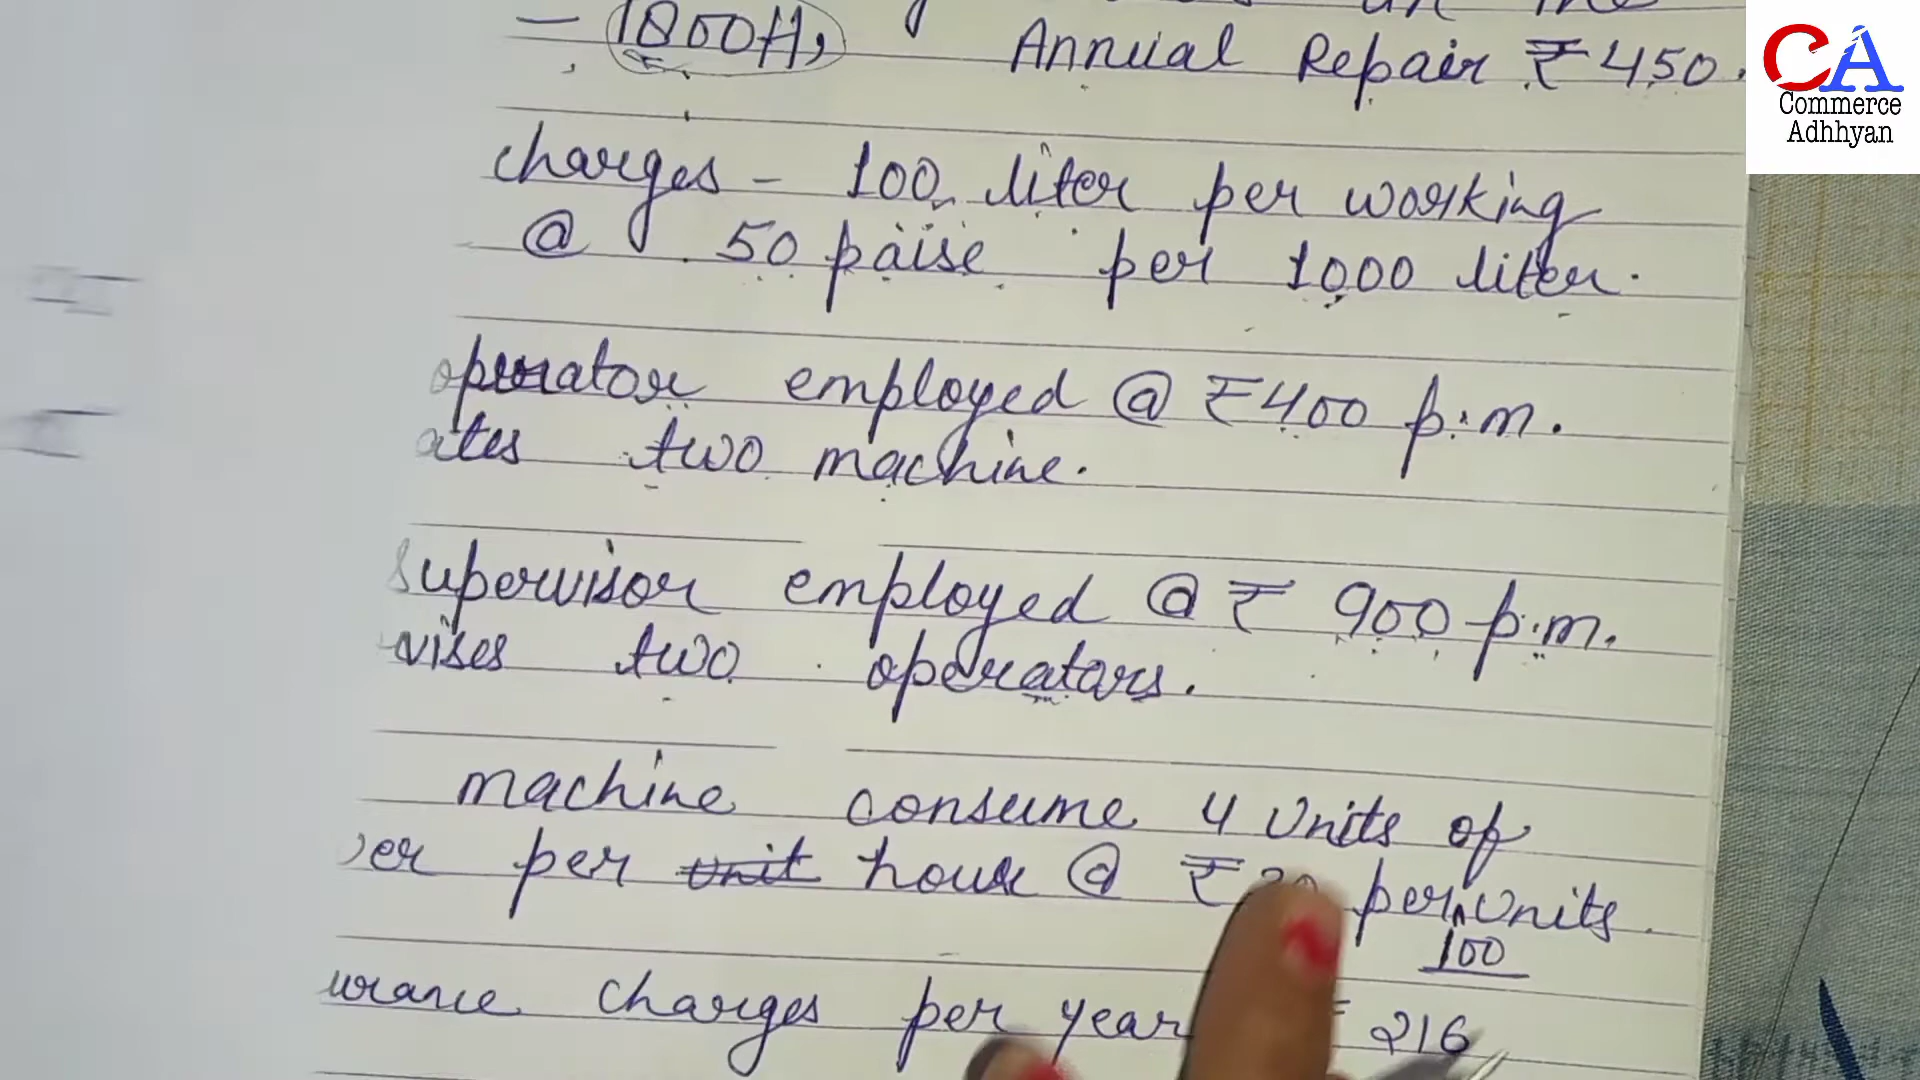 - 1800H,
Annual Repair ₹ 450.
CA
Commerce
Adhhyan
charges - 100 liter per working
@ 50 paise per 1000 liter.
operator employed @ ₹400 p.m.
ates two machine.
supervisor employed @ ₹ 900 p.m.
vises two operators.
machine consume 4 units of
er per unit hour @ ₹ per 100 units.
urance charges per year 216